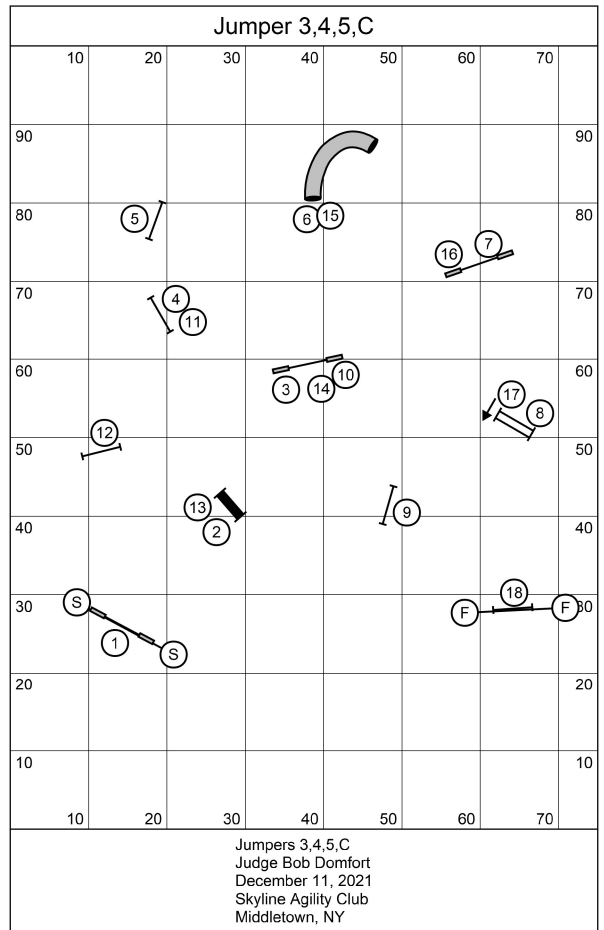 Jumper 3,4,5,C
10 20 30 40 50 60 70
90 90
5 6 15 16 7
80 80
4 11
70 70
3 14 10
60 60
12 17 8
50 50
13 2 9
40 40
S 1 S F 18 F
30 30
20 20
10 10
10 20 30 40 50 60 70
Jumpers 3,4,5,C
Judge Bob Domfort
December 11, 2021
Skyline Agility Club
Middletown, NY